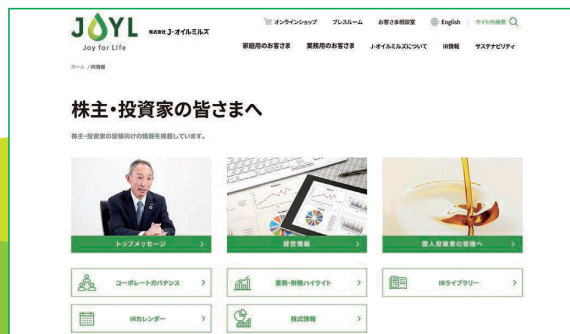 JOYL
Joy for Life
株式会社 J-オイルミルズ
オンラインショップ プレスルーム お客さま相談室 English サイト内検索
家庭用のお客さま 業務用のお客さま J-オイルミルズについて IR情報 サステナビリティ
ホーム / IR情報
株主・投資家の皆さまへ
株主・投資家の皆様向けの情報を掲載しています。
トップメッセージ
経営情報
個人投資家の皆様へ
コーポレートガバナンス
業務・財務ハイライト
IRライブラリー
IRカレンダー
株式情報